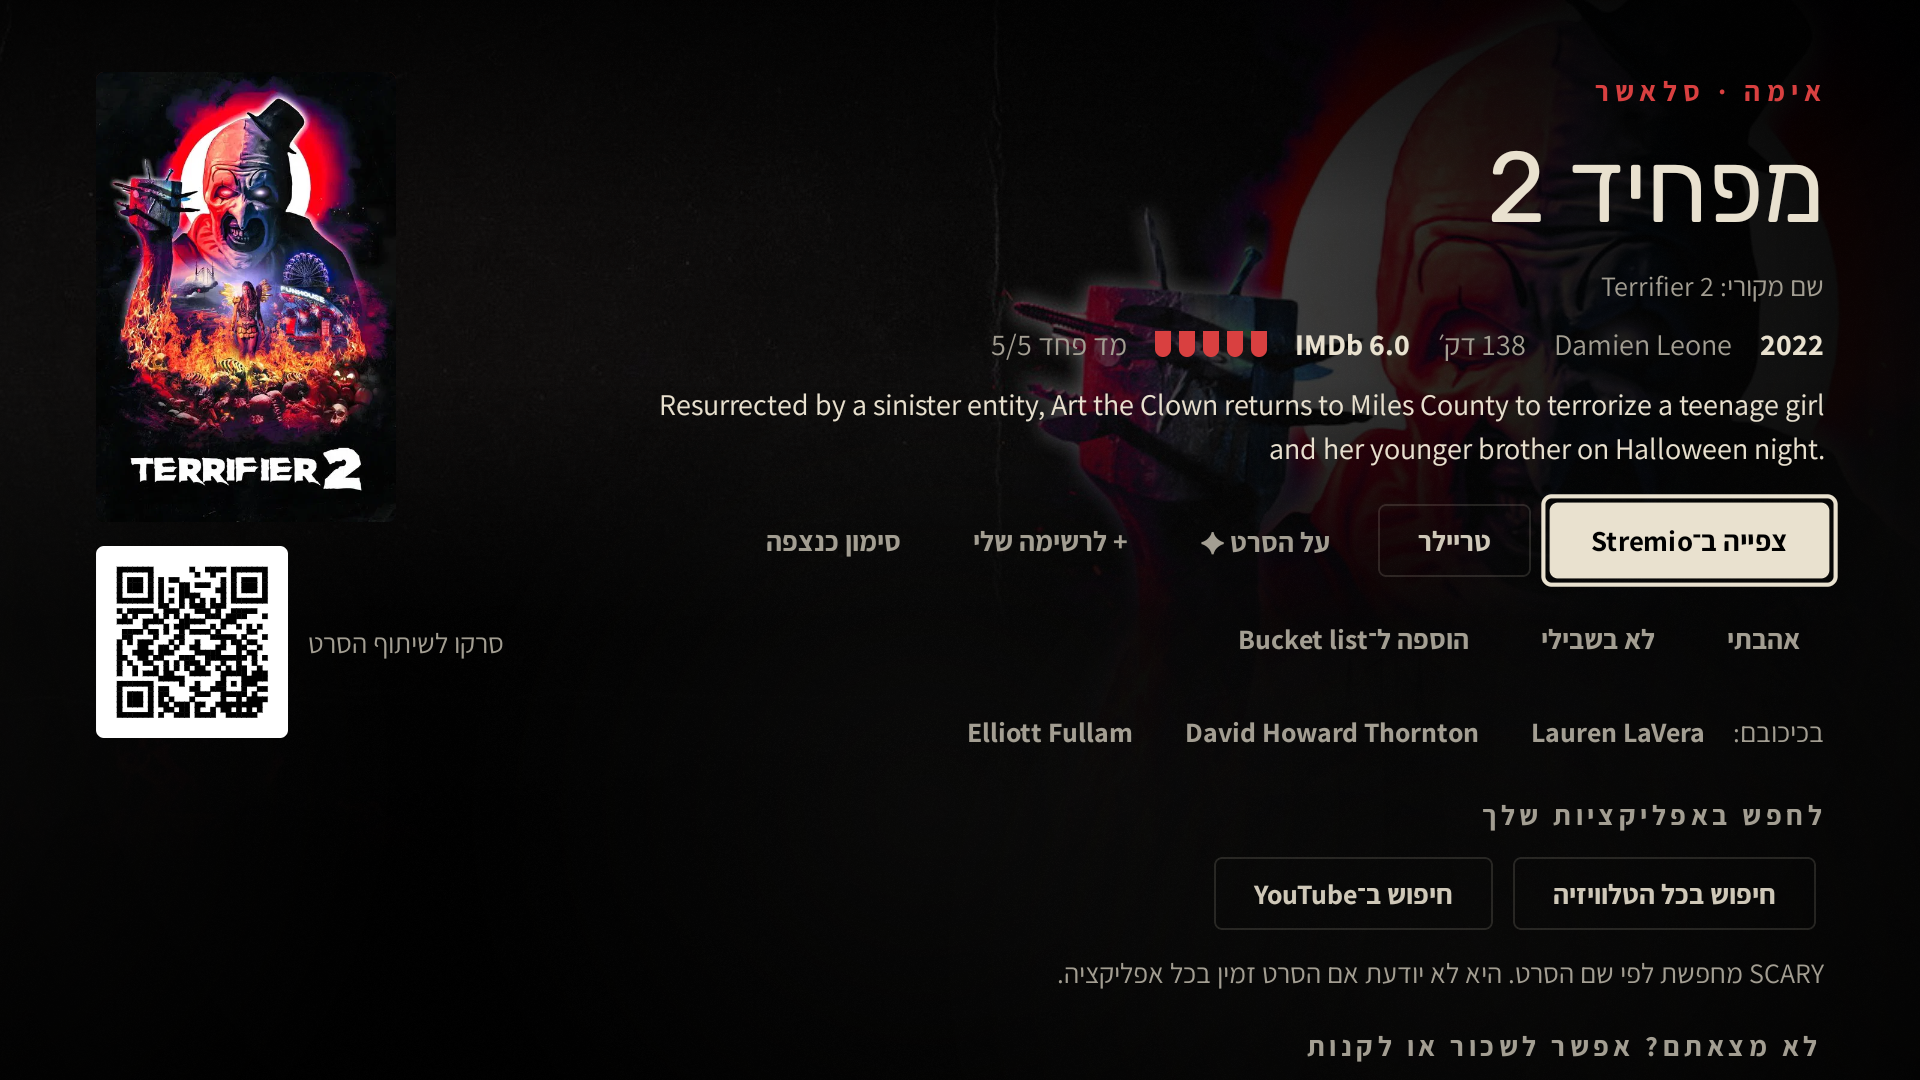 אימה · סלאשר
מפחיד 2
שם מקורי: Terrifier 2
2022 Damien Leone 138 דק׳ IMDb 6.0 מד פחד 5/5
Resurrected by a sinister entity, Art the Clown returns to Miles County to terrorize a teenage girl
and her younger brother on Halloween night.
צפייה ב־Stremio טריילר על הסרט + לרשימה שלי סימון כנצפה
אהבתי לא בשבילי הוספה ל־Bucket list
בכיכובם: Lauren LaVera David Howard Thornton Elliott Fullam
לחפש באפליקציות שלך
חיפוש בכל הטלוויזיה חיפוש ב־YouTube
SCARY מחפשת לפי שם הסרט. היא לא יודעת אם הסרט זמין בכל אפליקציה.
לא מצאתם? אפשר לשכור או לקנות
FUNHOUSE
TERRIFIER 2
סרקו לשיתוף הסרט